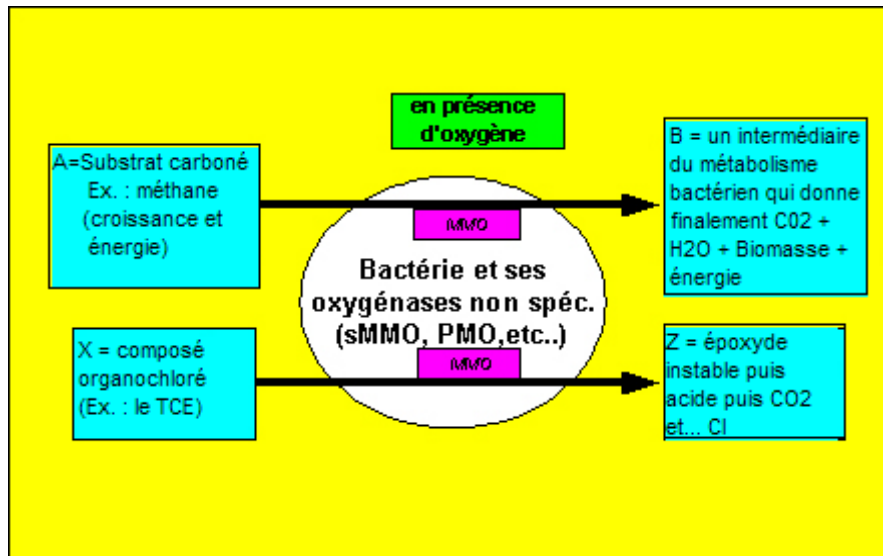 en présence
d'oxygène
A=Substrat carboné
Ex. : méthane
(croissance et
énergie)
B = un intermédiaire
du métabolisme
bactérien qui donne
finalement C02 +
H2O + Biomasse +
énergie
MMO
Bactérie et ses
oxygénases non spéc.
(sMMO, PMO,etc..)
MMO
X = composé
organochloré
(Ex. : le TCE)
Z = époxyde
instable puis
acide puis CO2
et... Cl